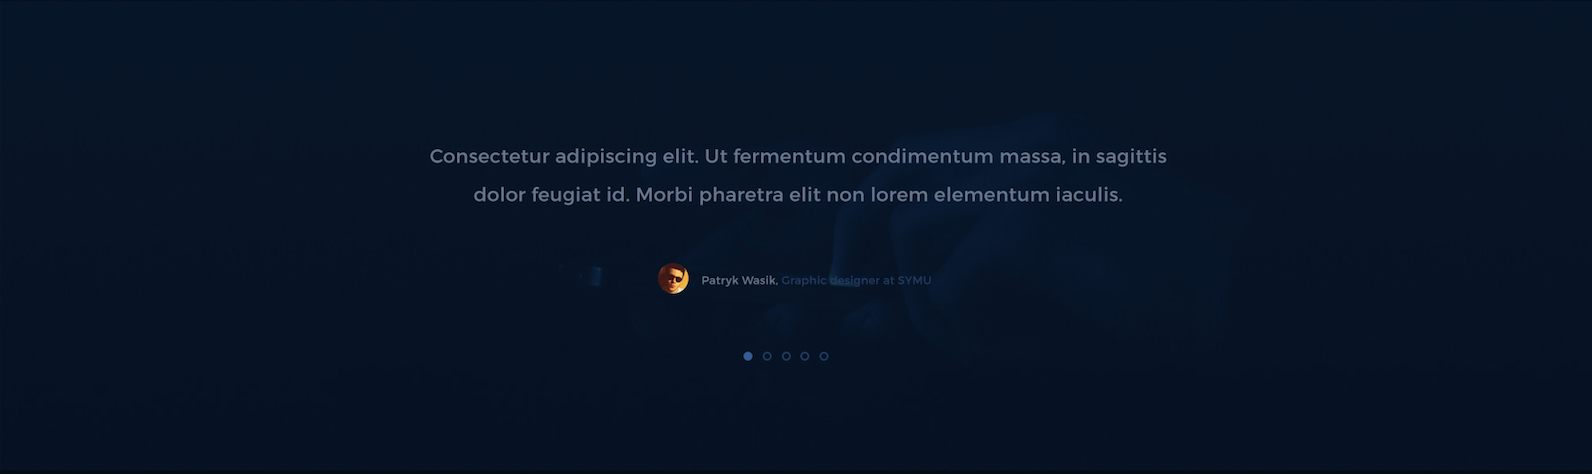 Consectetur adipiscing elit. Ut fermentum condimentum massa, in sagittis
dolor feugiat id. Morbi pharetra elit non lorem elementum iaculis.
Patryk Wasik, Graphic designer at SYMU